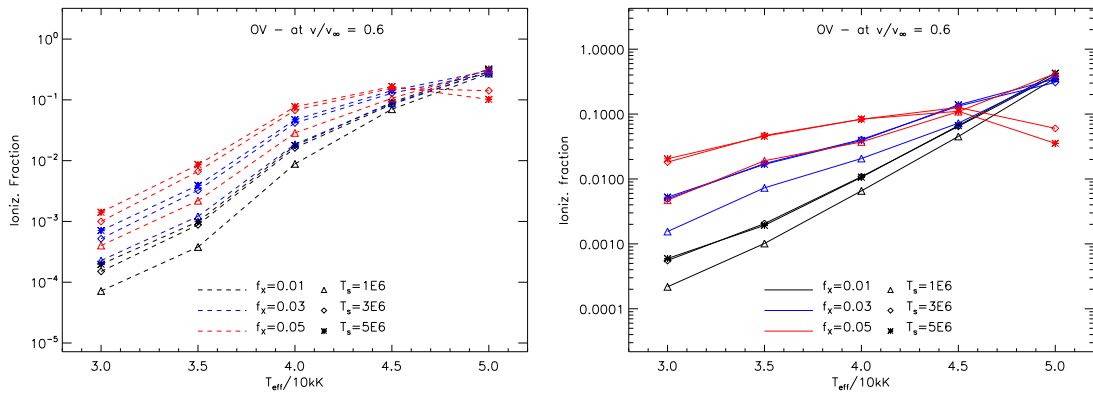 OV – at v/v∞ = 0.6
Ioniz. Fraction
10⁰
10⁻¹
10⁻²
10⁻³
10⁻⁴
10⁻⁵
fₓ=0.01 Tₛ=1E6
fₓ=0.03 Tₛ=3E6
fₓ=0.05 Tₛ=5E6
3.0 3.5 4.0 4.5 5.0
T_eff/10kK
OV – at v/v∞ = 0.6
Ioniz. fraction
1.0000
0.1000
0.0100
0.0010
0.0001
fₓ=0.01 Tₛ=1E6
fₓ=0.03 Tₛ=3E6
fₓ=0.05 Tₛ=5E6
3.0 3.5 4.0 4.5 5.0
T_eff/10kK